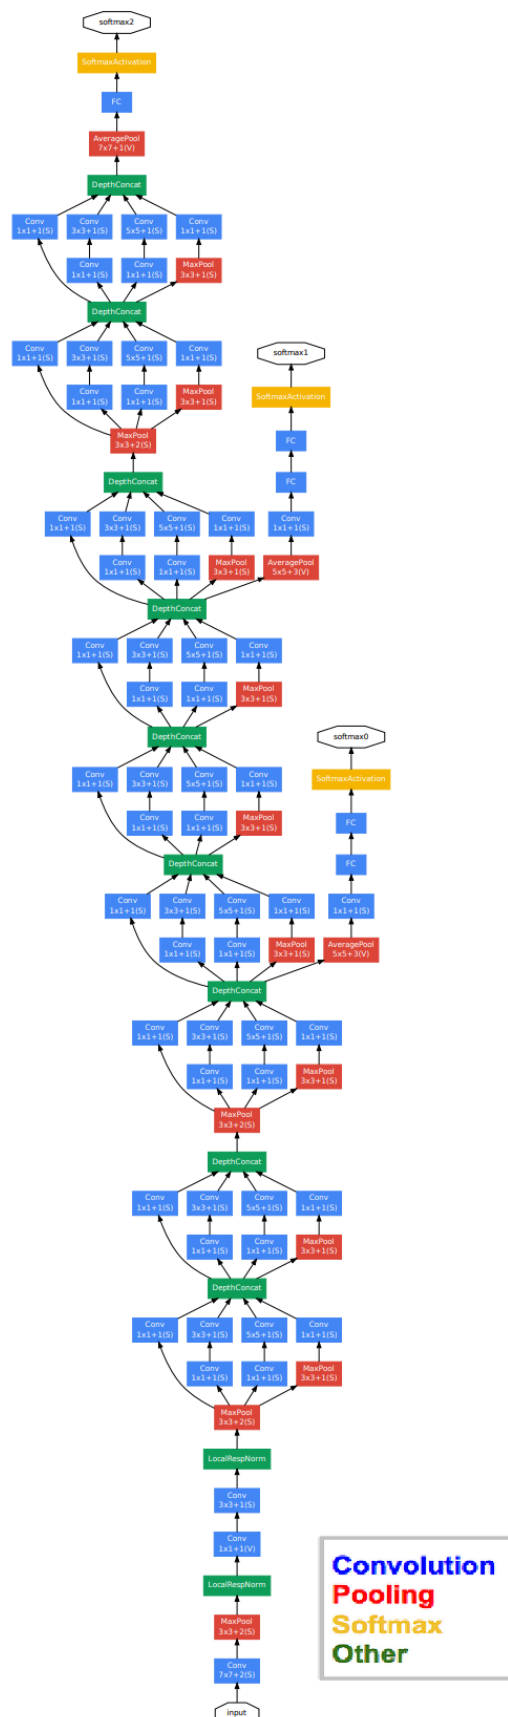 softmax2
SoftmaxActivation
FC
AveragePool
7x7+1(V)
DepthConcat
Conv
1x1+1(S)
Conv
3x3+1(S)
Conv
5x5+1(S)
Conv
1x1+1(S)
Conv
1x1+1(S)
Conv
1x1+1(S)
MaxPool
3x3+1(S)
DepthConcat
Conv
1x1+1(S)
Conv
3x3+1(S)
Conv
5x5+1(S)
Conv
1x1+1(S)
softmax1
Conv
1x1+1(S)
Conv
1x1+1(S)
MaxPool
3x3+1(S)
SoftmaxActivation
MaxPool
3x3+2(S)
FC
DepthConcat
FC
Conv
1x1+1(S)
Conv
3x3+1(S)
Conv
5x5+1(S)
Conv
1x1+1(S)
Conv
1x1+1(S)
Conv
1x1+1(S)
Conv
1x1+1(S)
MaxPool
3x3+1(S)
AveragePool
5x5+3(V)
DepthConcat
Conv
1x1+1(S)
Conv
3x3+1(S)
Conv
5x5+1(S)
Conv
1x1+1(S)
Conv
1x1+1(S)
Conv
1x1+1(S)
MaxPool
3x3+1(S)
DepthConcat
softmax0
Conv
1x1+1(S)
Conv
3x3+1(S)
Conv
5x5+1(S)
Conv
1x1+1(S)
SoftmaxActivation
Conv
1x1+1(S)
Conv
1x1+1(S)
MaxPool
3x3+1(S)
FC
DepthConcat
FC
Conv
1x1+1(S)
Conv
3x3+1(S)
Conv
5x5+1(S)
Conv
1x1+1(S)
Conv
1x1+1(S)
Conv
1x1+1(S)
Conv
1x1+1(S)
MaxPool
3x3+1(S)
AveragePool
5x5+3(V)
DepthConcat
Conv
1x1+1(S)
Conv
3x3+1(S)
Conv
5x5+1(S)
Conv
1x1+1(S)
Conv
1x1+1(S)
Conv
1x1+1(S)
MaxPool
3x3+1(S)
MaxPool
3x3+2(S)
DepthConcat
Conv
1x1+1(S)
Conv
3x3+1(S)
Conv
5x5+1(S)
Conv
1x1+1(S)
Conv
1x1+1(S)
Conv
1x1+1(S)
MaxPool
3x3+1(S)
DepthConcat
Conv
1x1+1(S)
Conv
3x3+1(S)
Conv
5x5+1(S)
Conv
1x1+1(S)
Conv
1x1+1(S)
Conv
1x1+1(S)
MaxPool
3x3+1(S)
MaxPool
3x3+2(S)
LocalRespNorm
Conv
3x3+1(S)
Conv
1x1+1(V)
LocalRespNorm
MaxPool
3x3+2(S)
Conv
7x7+2(S)
input
Convolution
Pooling
Softmax
Other